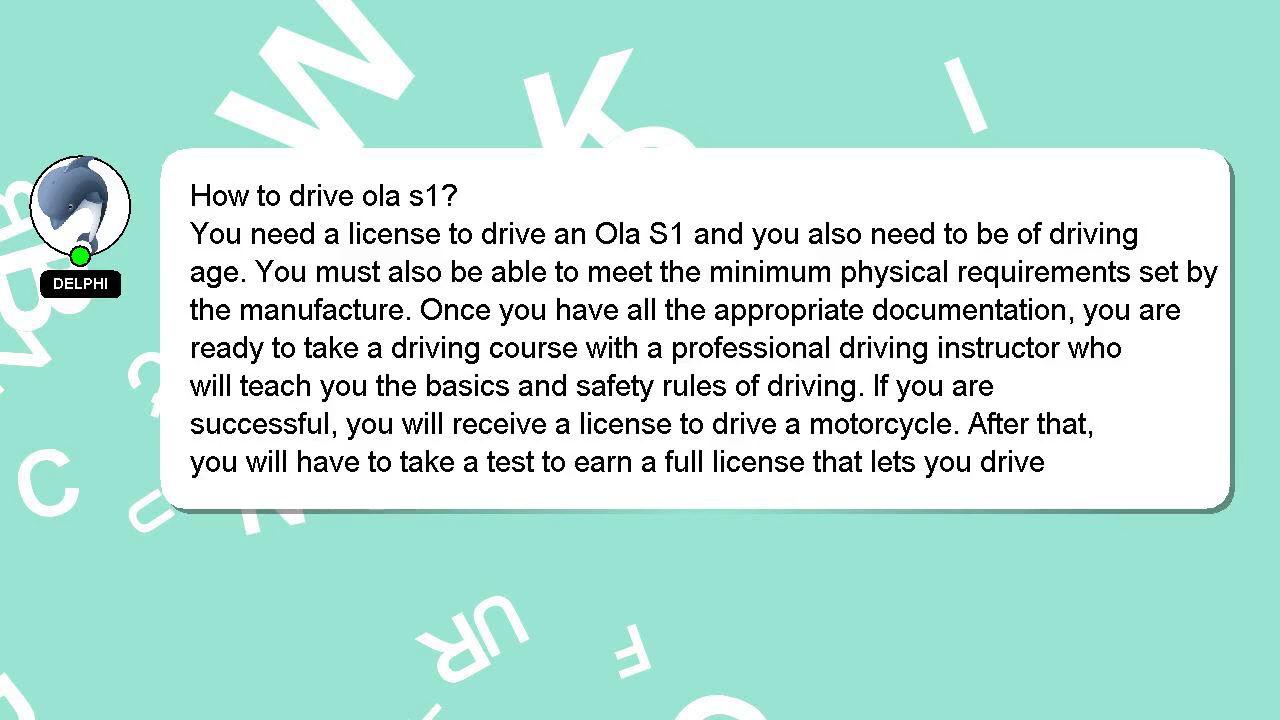 W
K
I
How to drive ola s1?
You need a license to drive an Ola S1 and you also need to be of driving
age. You must also be able to meet the minimum physical requirements set by
the manufacture. Once you have all the appropriate documentation, you are
ready to take a driving course with a professional driving instructor who
will teach you the basics and safety rules of driving. If you are
successful, you will receive a license to drive a motorcycle. After that,
you will have to take a test to earn a full license that lets you drive
DELPHI
C
U
N
U
R
F